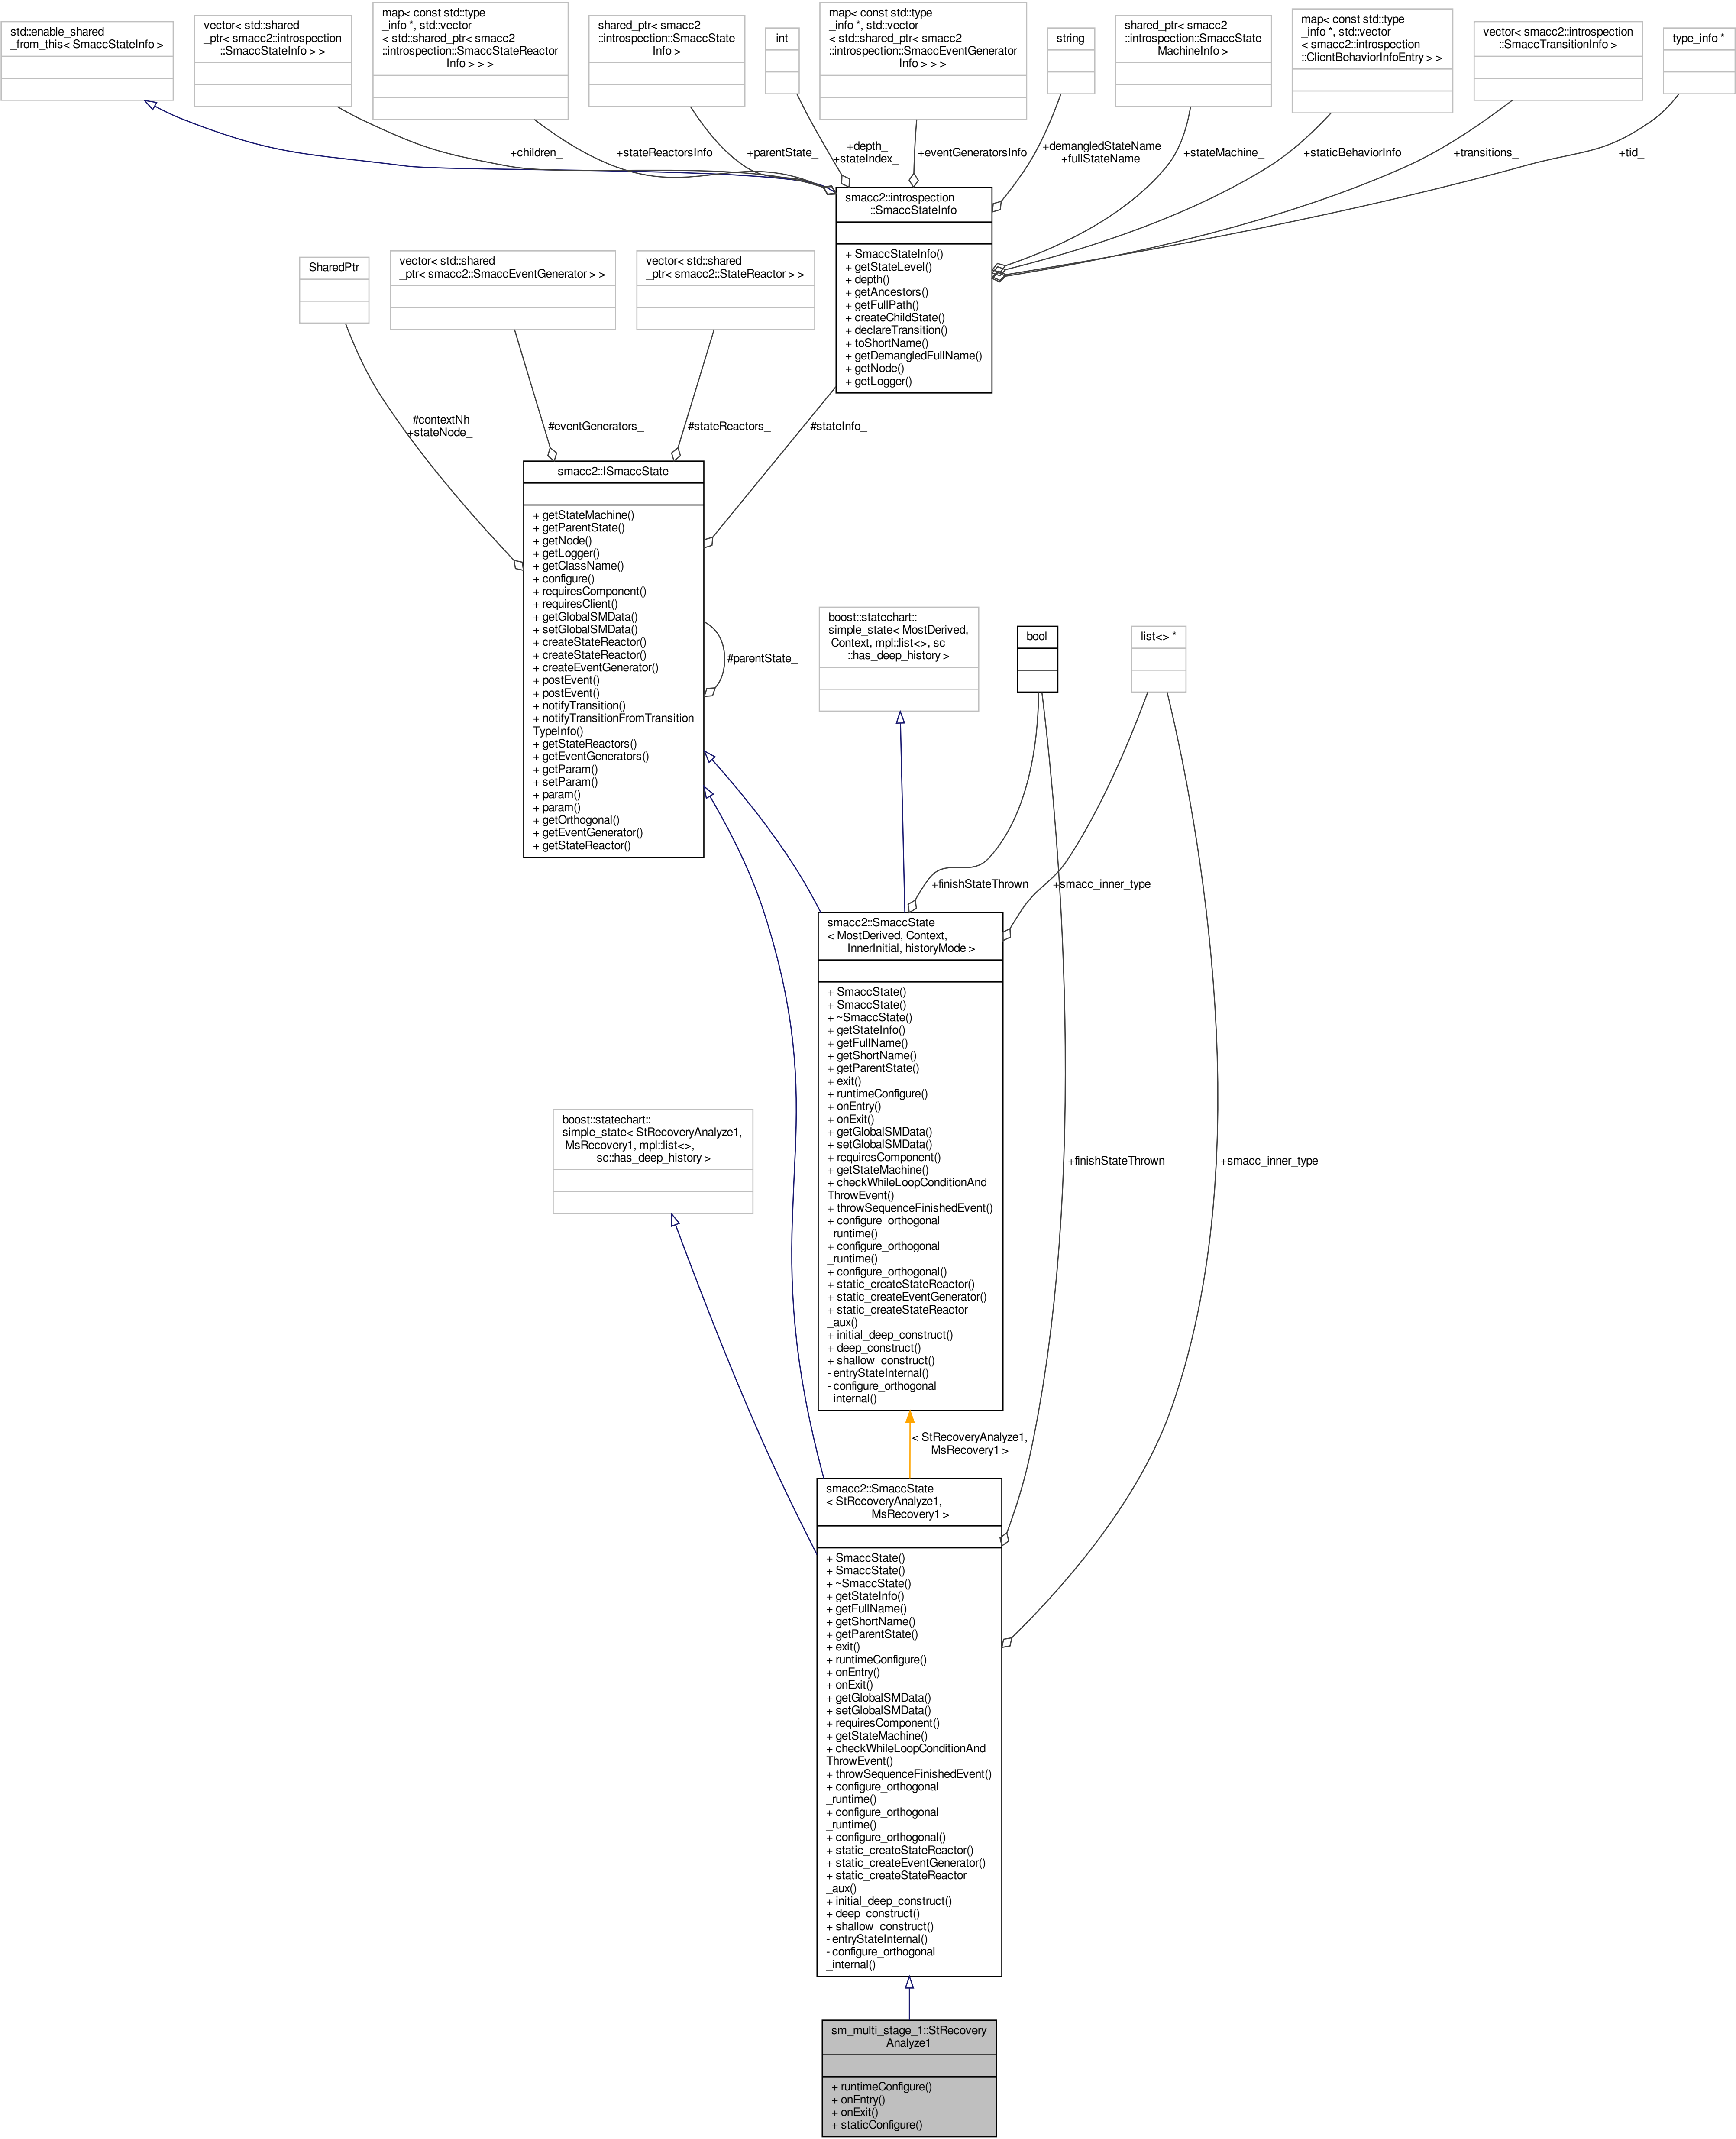 std::enable_shared
_from_this< SmaccStateInfo >
vector< std::shared
_ptr< smacc2::introspection
::SmaccStateInfo > >
map< const std::type
_info *, std::vector
< std::shared_ptr< smacc2
::introspection::SmaccStateReactor
Info > > >
shared_ptr< smacc2
::introspection::SmaccState
Info >
int
map< const std::type
_info *, std::vector
< std::shared_ptr< smacc2
::introspection::SmaccEventGenerator
Info > > >
string
shared_ptr< smacc2
::introspection::SmaccState
MachineInfo >
map< const std::type
_info *, std::vector
< smacc2::introspection
::ClientBehaviorInfoEntry > >
vector< smacc2::introspection
::SmaccTransitionInfo >
type_info *
+children_
+stateReactorsInfo
+parentState_
+depth_
+stateIndex_
+eventGeneratorsInfo
+demangledStateName
+fullStateName
+stateMachine_
+staticBehaviorInfo
+transitions_
+tid_
smacc2::introspection
::SmaccStateInfo
+ SmaccStateInfo()
+ getStateLevel()
+ depth()
+ getAncestors()
+ getFullPath()
+ createChildState()
+ declareTransition()
+ toShortName()
+ getDemangledFullName()
+ getNode()
+ getLogger()
SharedPtr
vector< std::shared
_ptr< smacc2::SmaccEventGenerator > >
vector< std::shared
_ptr< smacc2::StateReactor > >
#contextNh
+stateNode_
#eventGenerators_
#stateReactors_
#stateInfo_
smacc2::ISmaccState
+ getStateMachine()
+ getParentState()
+ getNode()
+ getLogger()
+ getClassName()
+ configure()
+ requiresComponent()
+ requiresClient()
+ getGlobalSMData()
+ setGlobalSMData()
+ createStateReactor()
+ createStateReactor()
+ createEventGenerator()
+ postEvent()
+ postEvent()
+ notifyTransition()
+ notifyTransitionFromTransition
TypeInfo()
+ getStateReactors()
+ getEventGenerators()
+ getParam()
+ setParam()
+ param()
+ param()
+ getOrthogonal()
+ getEventGenerator()
+ getStateReactor()
#parentState_
boost::statechart::
simple_state< MostDerived,
Context, mpl::list<>, sc
::has_deep_history >
bool
list<> *
+finishStateThrown
+smacc_inner_type
smacc2::SmaccState
< MostDerived, Context,
InnerInitial, historyMode >
+ SmaccState()
+ SmaccState()
+ ~SmaccState()
+ getStateInfo()
+ getFullName()
+ getShortName()
+ getParentState()
+ exit()
+ runtimeConfigure()
+ onEntry()
+ onExit()
+ getGlobalSMData()
+ setGlobalSMData()
+ requiresComponent()
+ getStateMachine()
+ checkWhileLoopConditionAnd
ThrowEvent()
+ throwSequenceFinishedEvent()
+ configure_orthogonal
_runtime()
+ configure_orthogonal
_runtime()
+ configure_orthogonal()
+ static_createStateReactor()
+ static_createEventGenerator()
+ static_createStateReactor
_aux()
+ initial_deep_construct()
+ deep_construct()
+ shallow_construct()
- entryStateInternal()
- configure_orthogonal
_internal()
boost::statechart::
simple_state< StRecoveryAnalyze1,
MsRecovery1, mpl::list<>,
sc::has_deep_history >
+finishStateThrown
+smacc_inner_type
< StRecoveryAnalyze1,
MsRecovery1 >
smacc2::SmaccState
< StRecoveryAnalyze1,
MsRecovery1 >
+ SmaccState()
+ SmaccState()
+ ~SmaccState()
+ getStateInfo()
+ getFullName()
+ getShortName()
+ getParentState()
+ exit()
+ runtimeConfigure()
+ onEntry()
+ onExit()
+ getGlobalSMData()
+ setGlobalSMData()
+ requiresComponent()
+ getStateMachine()
+ checkWhileLoopConditionAnd
ThrowEvent()
+ throwSequenceFinishedEvent()
+ configure_orthogonal
_runtime()
+ configure_orthogonal
_runtime()
+ configure_orthogonal()
+ static_createStateReactor()
+ static_createEventGenerator()
+ static_createStateReactor
_aux()
+ initial_deep_construct()
+ deep_construct()
+ shallow_construct()
- entryStateInternal()
- configure_orthogonal
_internal()
sm_multi_stage_1::StRecovery
Analyze1
+ runtimeConfigure()
+ onEntry()
+ onExit()
+ staticConfigure()